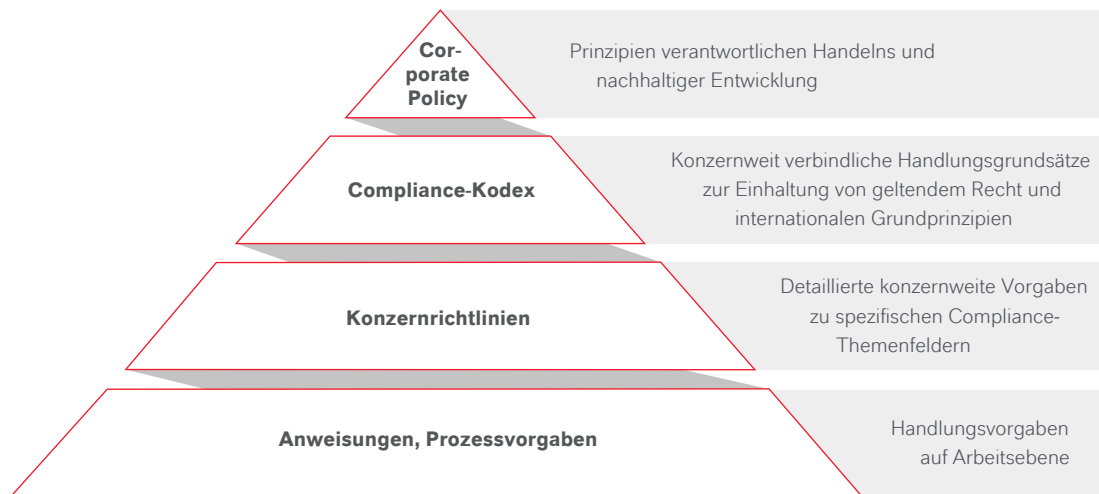 Cor-
porate
Policy
Prinzipien verantwortlichen Handelns und
nachhaltiger Entwicklung
Compliance-Kodex
Konzernweit verbindliche Handlungsgrundsätze
zur Einhaltung von geltendem Recht und
internationalen Grundprinzipien
Konzernrichtlinien
Detaillierte konzernweite Vorgaben
zu spezifischen Compliance-
Themenfeldern
Anweisungen, Prozessvorgaben
Handlungsvorgaben
auf Arbeitsebene